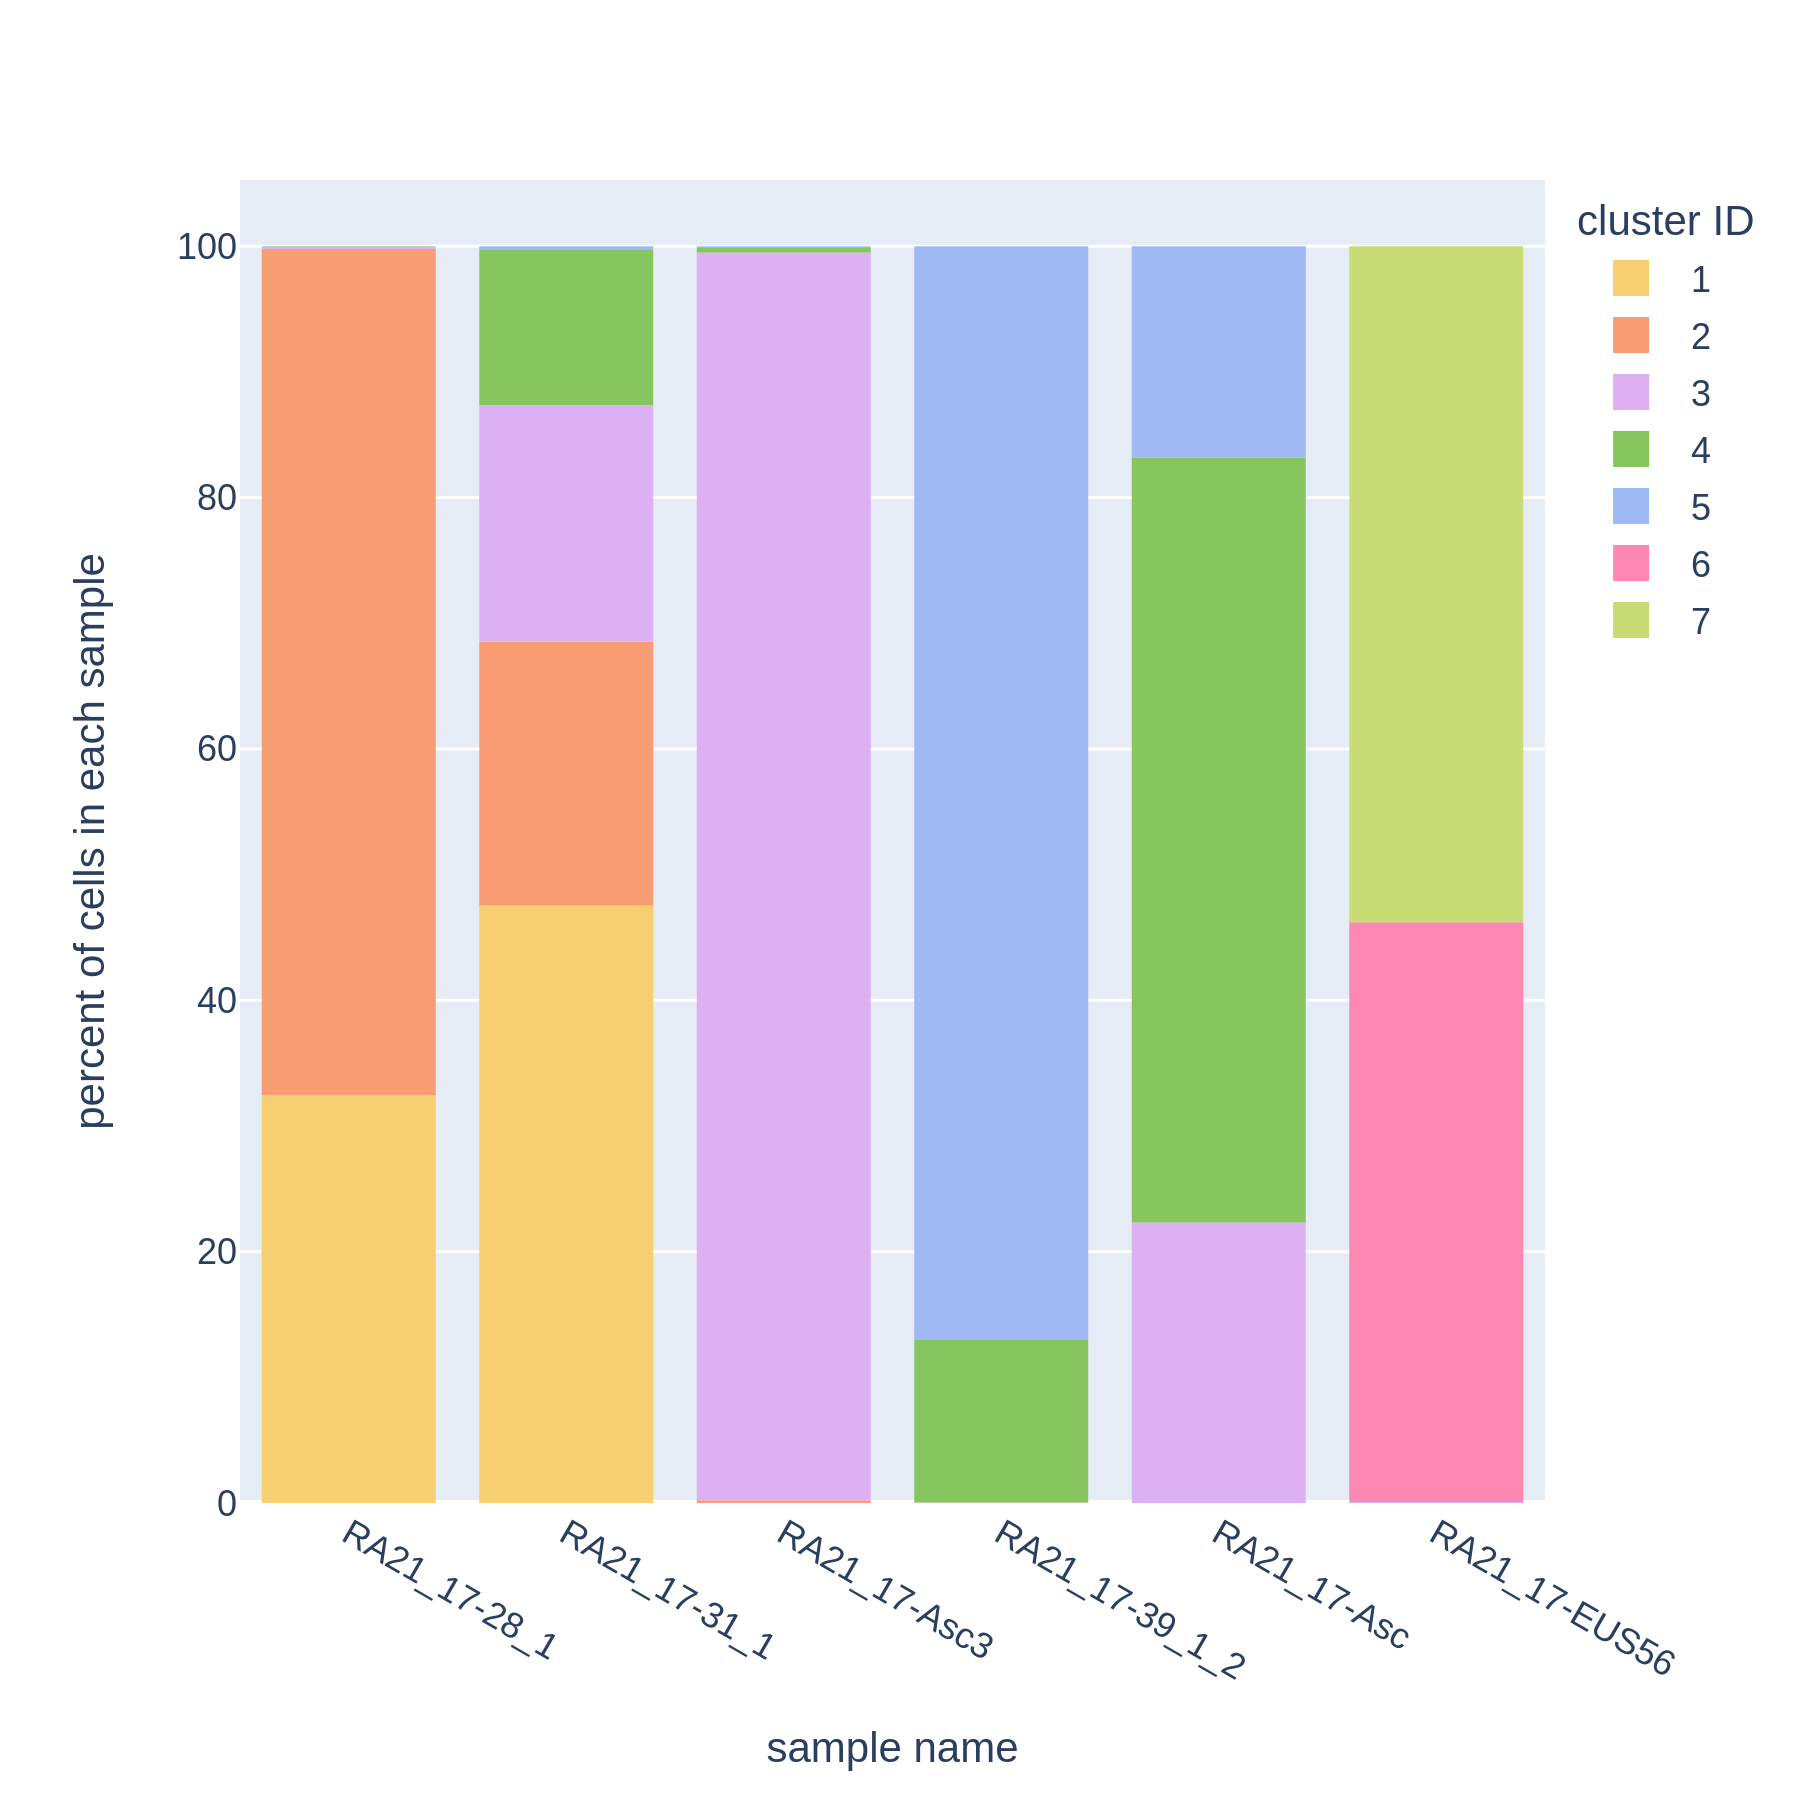 cluster ID
1
2
3
4
5
6
7
percent of cells in each sample
100
80
60
40
20
0
RA21_17-28_1
RA21_17-31_1
RA21_17-Asc3
RA21_17-39_1_2
RA21_17-Asc
RA21_17-EUS56
sample name